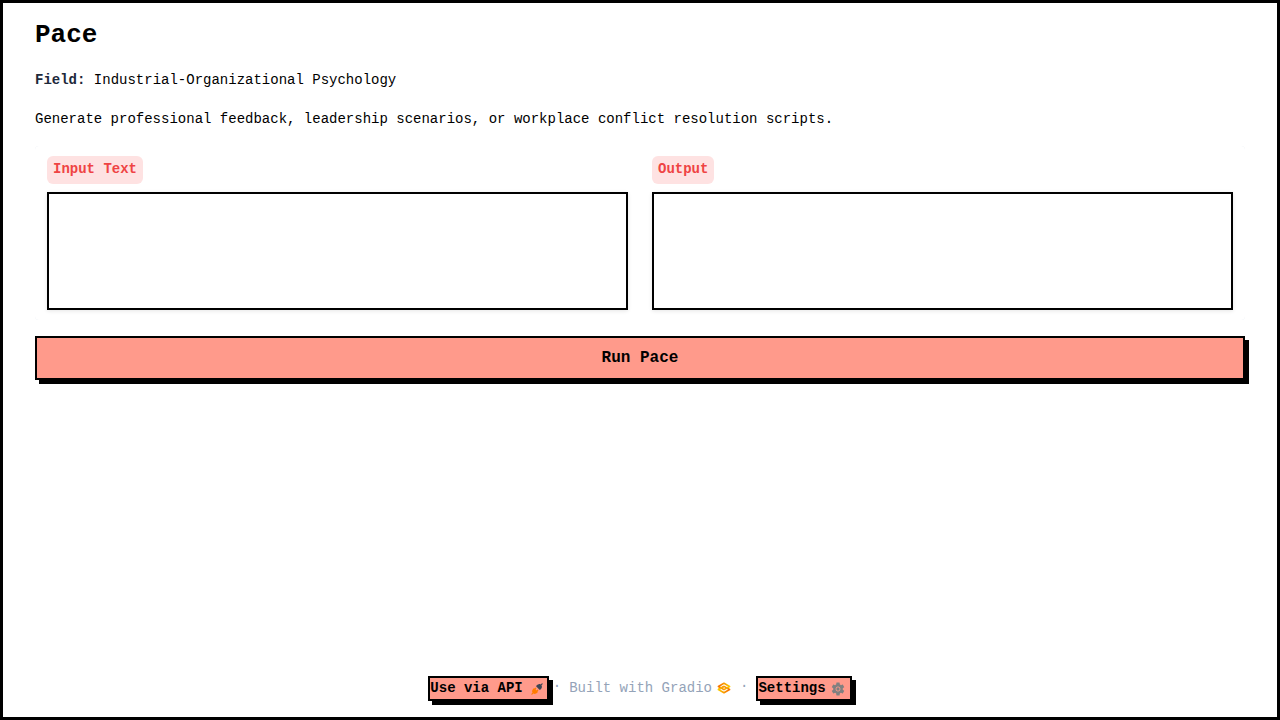 Pace
Field: Industrial-Organizational Psychology
Generate professional feedback, leadership scenarios, or workplace conflict resolution scripts.
Input Text
Output
Run Pace
Use via API · Built with Gradio · Settings